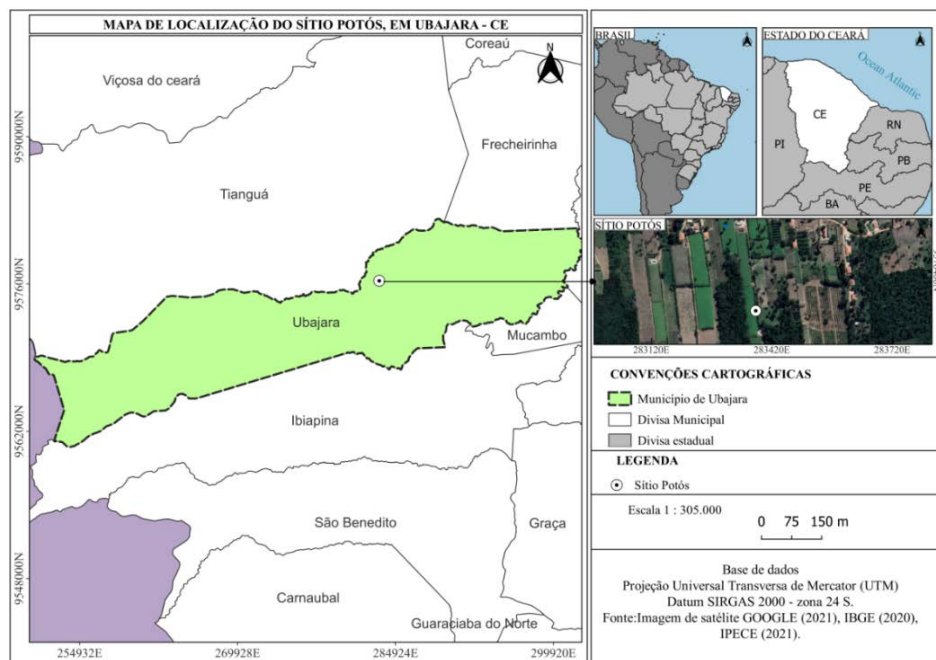 MAPA DE LOCALIZAÇÃO DO SÍTIO POTÓS, EM UBAJARA - CE
Coreaú
N
Viçosa do ceará
Frecheirinha
Tianguá
Ubajara
Mucambo
Ibiapina
São Benedito
Graça
Carnaubal
Guaraciaba do Norte
9590000N
9576000N
9562000N
9548000N
254932E
269928E
284924E
299920E
BRASIL
ESTADO DO CEARÁ
Ocean Atlantic
CE
RN
PI
PB
PE
BA
SÍTIO POTÓS
283120E
283420E
283720E
CONVENÇÕES CARTOGRÁFICAS
Município de Ubajara
Divisa Municipal
Divisa estadual
LEGENDA
Sítio Potós
Escala 1 : 305.000
0 75 150 m
Base de dados
Projeção Universal Transversa de Mercator (UTM)
Datum SIRGAS 2000 - zona 24 S.
Fonte:Imagem de satélite GOOGLE (2021), IBGE (2020),
IPECE (2021).